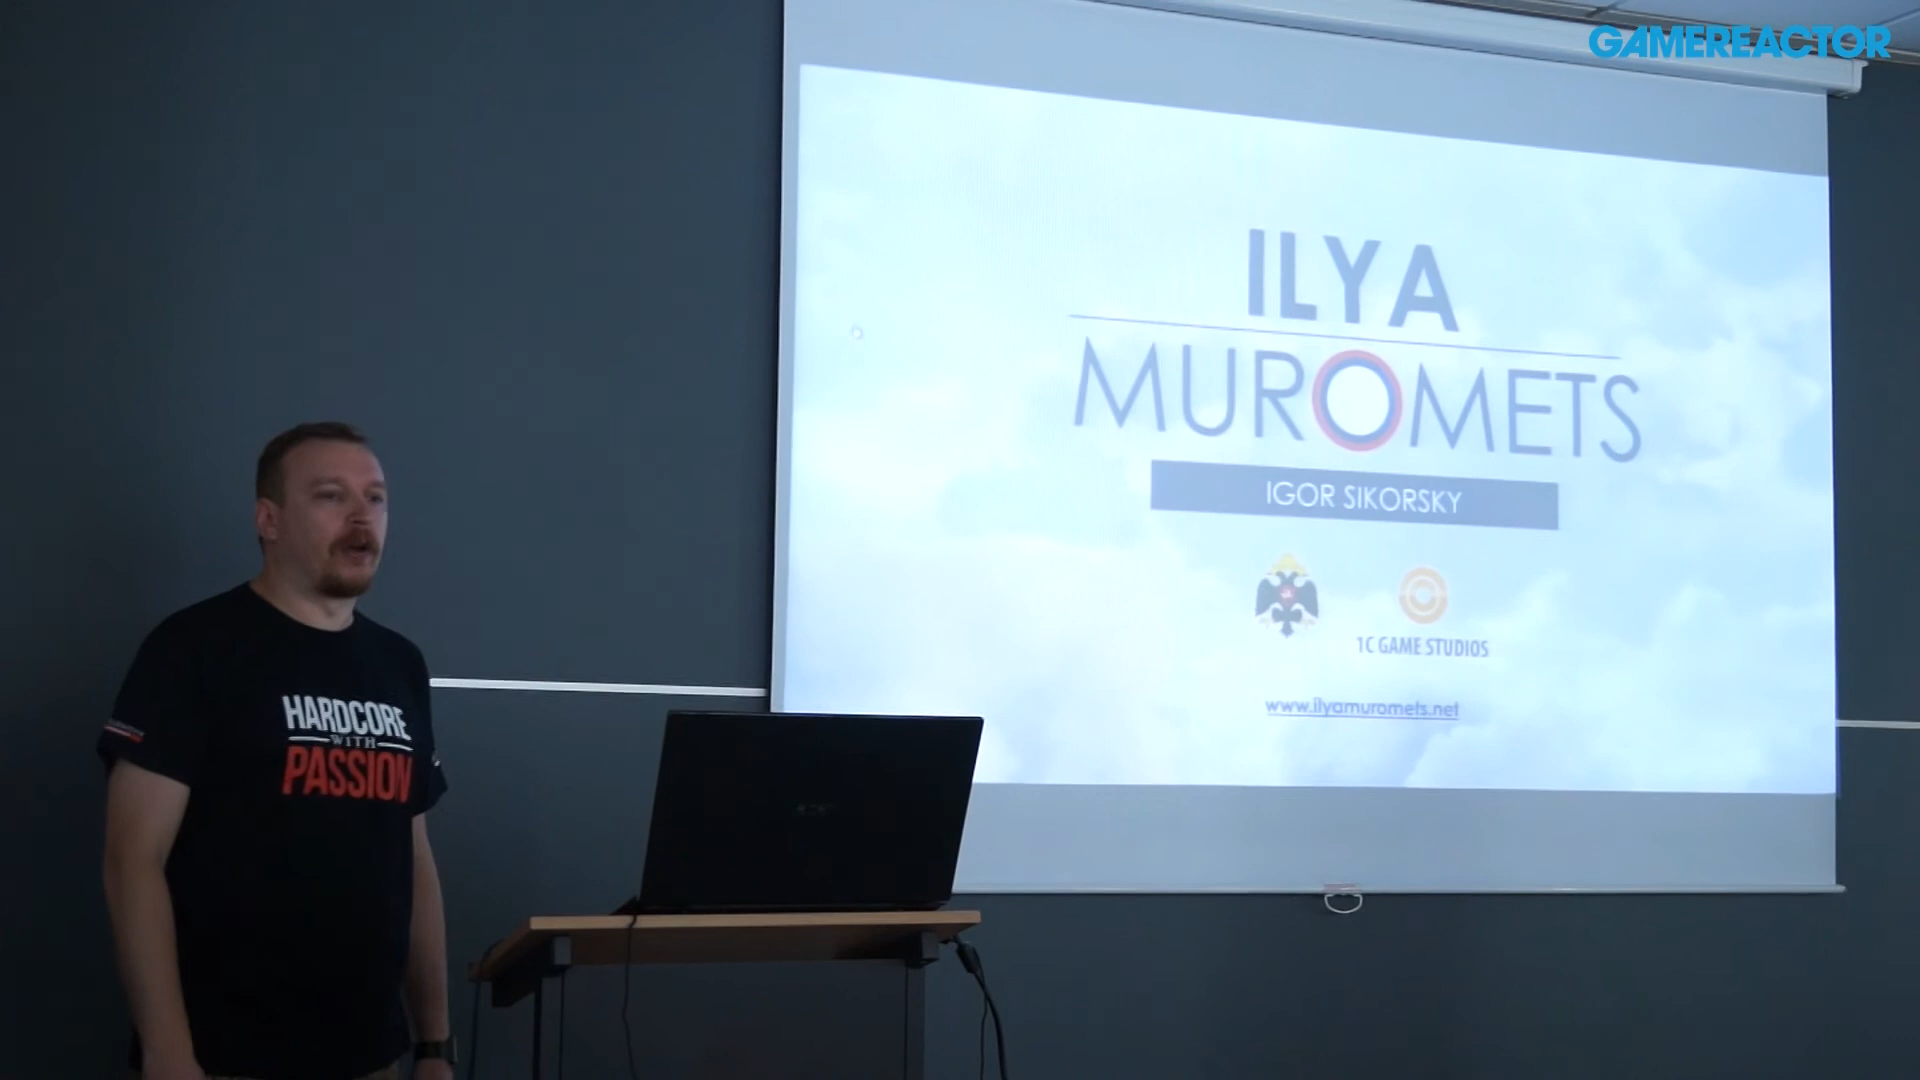 GAMEREACTOR
ILYA
MUROMETS
IGOR SIKORSKY
1C GAME STUDIOS
www.ilyamuromets.net
HARDCORE
WITH
PASSION